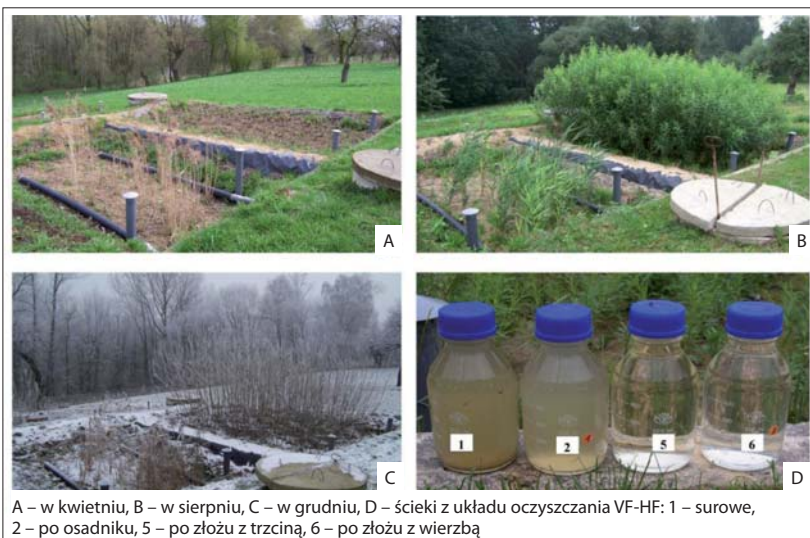 A
B
C
1
2
5
6
D
A – w kwietniu, B – w sierpniu, C – w grudniu, D – ścieki z układu oczyszczania VF-HF: 1 – surowe,
2 – po osadniku, 5 – po złożu z trzciną, 6 – po złożu z wierzbą